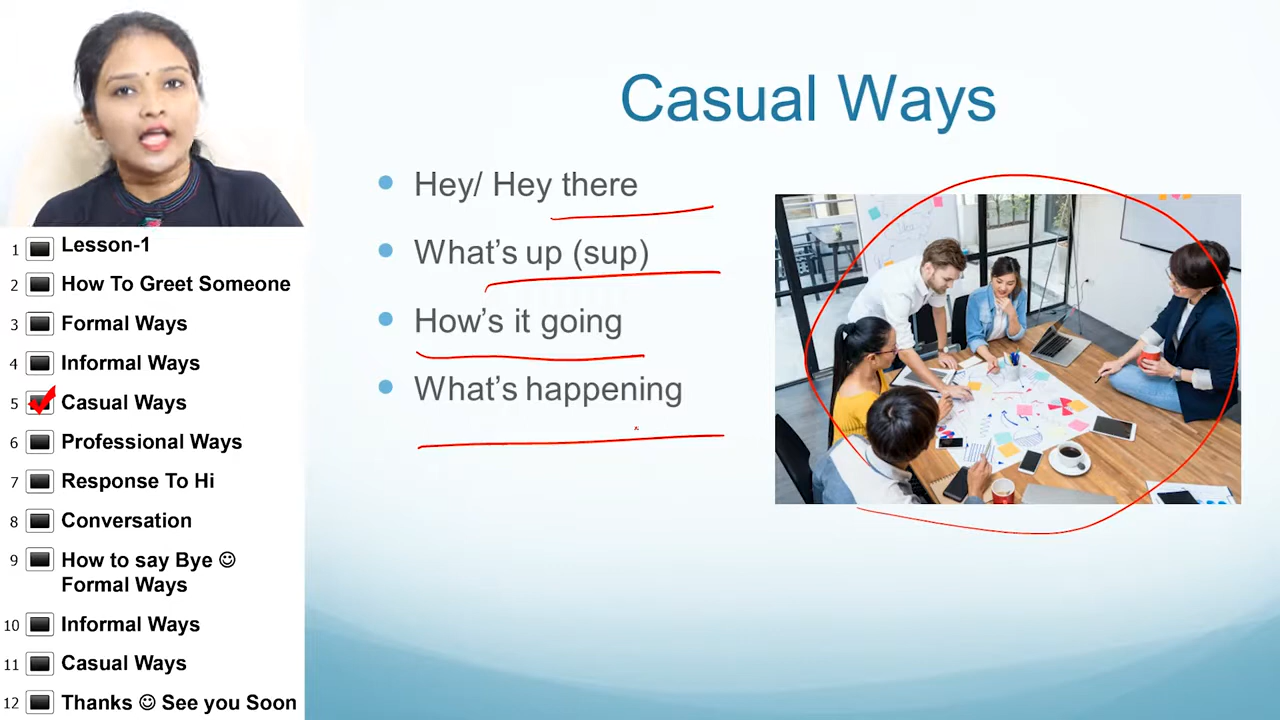 Casual Ways
Hey/ Hey there
What's up (sup)
How's it going
What's happening
1 Lesson-1
2 How To Greet Someone
3 Formal Ways
4 Informal Ways
5 Casual Ways
6 Professional Ways
7 Response To Hi
8 Conversation
9 How to say Bye ☺
Formal Ways
10 Informal Ways
11 Casual Ways
12 Thanks ☺ See you Soon